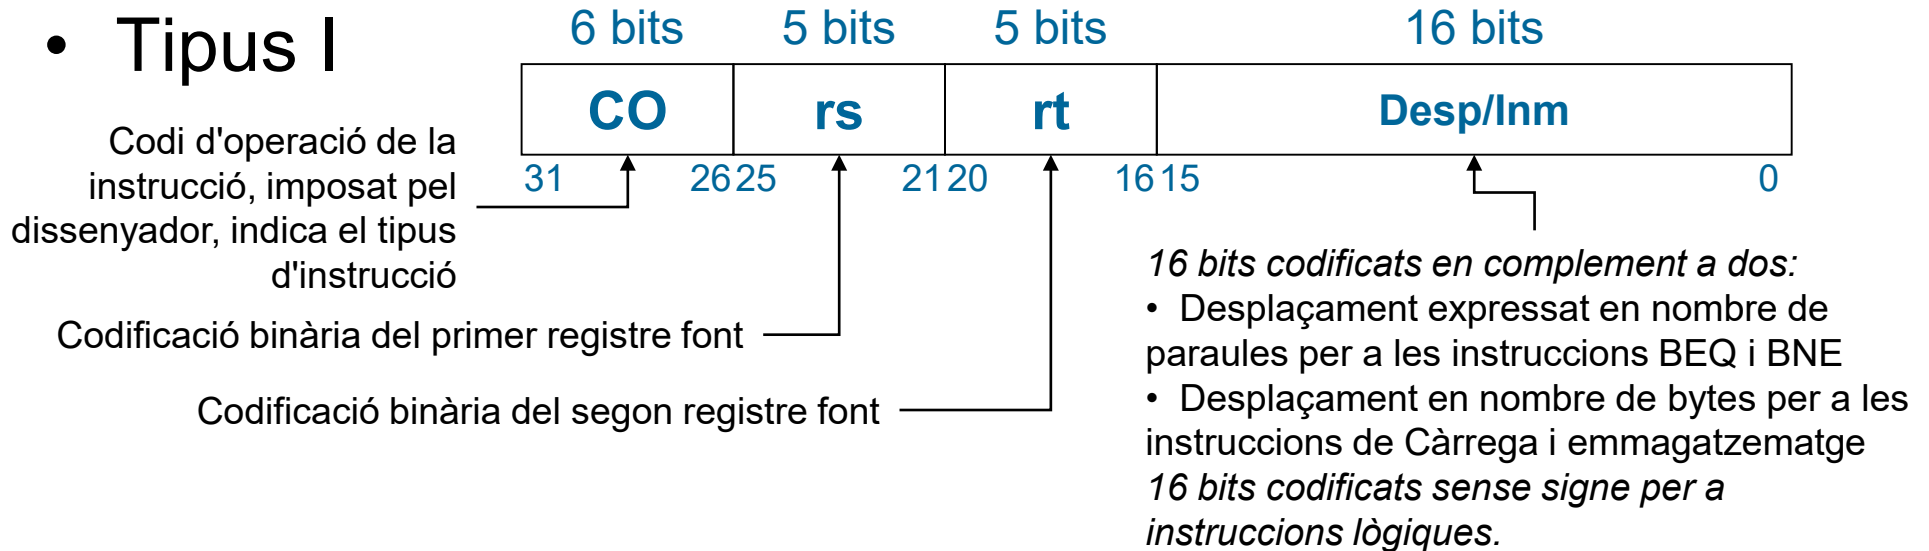 • Tipus I
6 bits 5 bits 5 bits 16 bits
CO rs rt Desp/Inm
31 26 25 21 20 16 15 0
Codi d'operació de la
instrucció, imposat pel
dissenyador, indica el tipus
d'instrucció
Codificació binària del primer registre font
Codificació binària del segon registre font
16 bits codificats en complement a dos:
• Desplaçament expressat en nombre de
paraules per a les instruccions BEQ i BNE
• Desplaçament en nombre de bytes per a les
instruccions de Càrrega i emmagatzematge
16 bits codificats sense signe per a
instruccions lògiques.